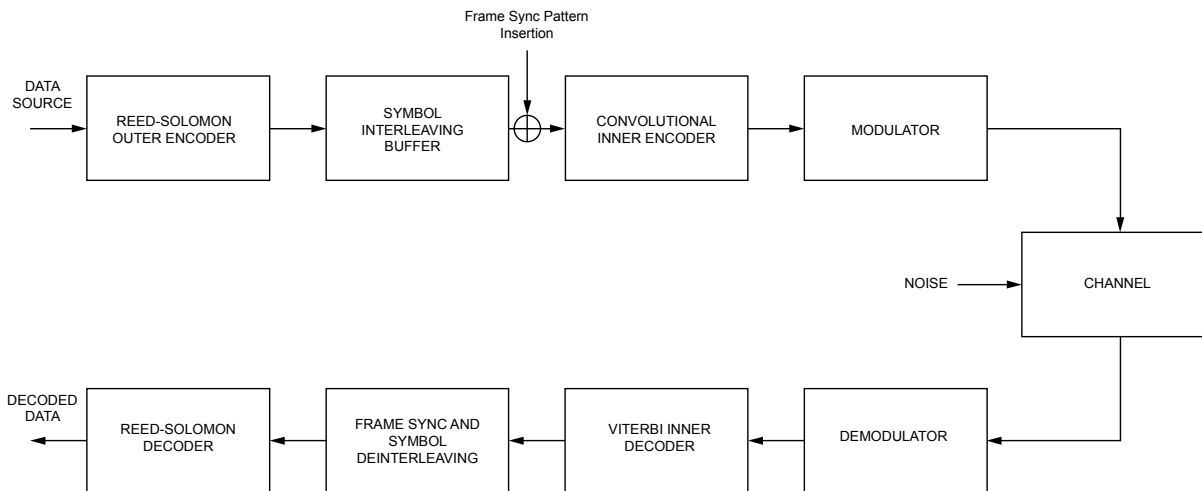 Frame Sync Pattern
Insertion
DATA
SOURCE
REED-SOLOMON
OUTER ENCODER
SYMBOL
INTERLEAVING
BUFFER
CONVOLUTIONAL
INNER ENCODER
MODULATOR
NOISE
CHANNEL
DECODED
DATA
REED-SOLOMON
DECODER
FRAME SYNC AND
SYMBOL
DEINTERLEAVING
VITERBI INNER
DECODER
DEMODULATOR